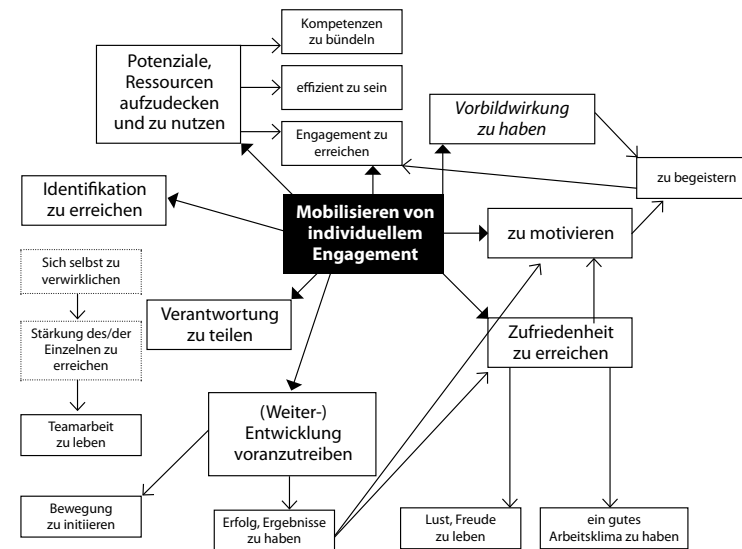 Kompetenzen
zu bündeln
Potenziale,
Ressourcen
aufzudecken
und zu nutzen
effizient zu sein
Engagement zu
erreichen
Vorbildwirkung
zu haben
zu begeistern
Identifikation
zu erreichen
Mobilisieren von
individuellem
Engagement
zu motivieren
Sich selbst zu
verwirklichen
Verantwortung
zu teilen
Stärkung des/der
Einzelnen zu
erreichen
Zufriedenheit
zu erreichen
Teamarbeit
zu leben
(Weiter-)
Entwicklung
voranzutreiben
Bewegung
zu initiieren
Erfolg, Ergebnisse
zu haben
Lust, Freude
zu leben
ein gutes
Arbeitsklima zu haben